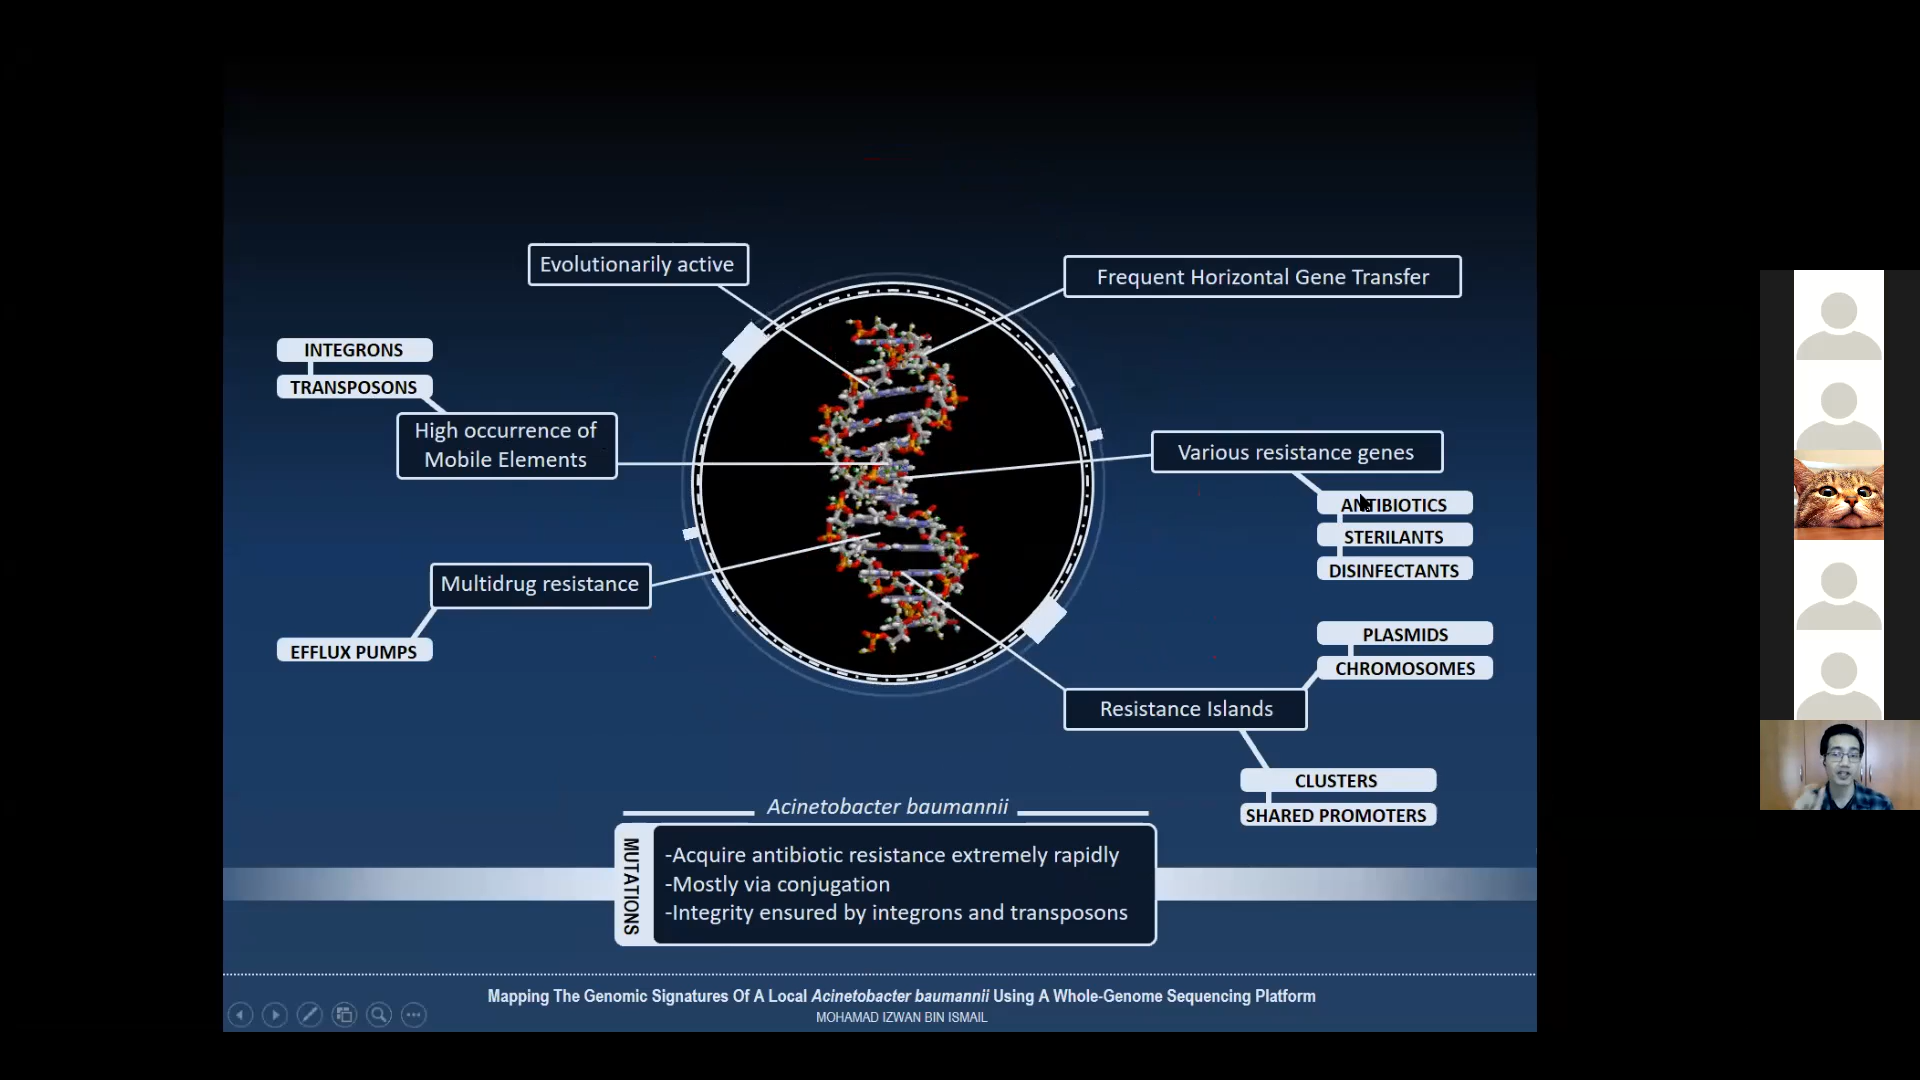 Evolutionarily active
Frequent Horizontal Gene Transfer
INTEGRONS
TRANSPOSONS
High occurrence of
Mobile Elements
Various resistance genes
ANTIBIOTICS
STERILANTS
DISINFECTANTS
Multidrug resistance
EFFLUX PUMPS
PLASMIDS
CHROMOSOMES
Resistance Islands
CLUSTERS
SHARED PROMOTERS
Acinetobacter baumannii
MUTATIONS
-Acquire antibiotic resistance extremely rapidly
-Mostly via conjugation
-Integrity ensured by integrons and transposons
Mapping The Genomic Signatures Of A Local Acinetobacter baumannii Using A Whole-Genome Sequencing Platform
MOHAMAD IZWAN BIN ISMAIL